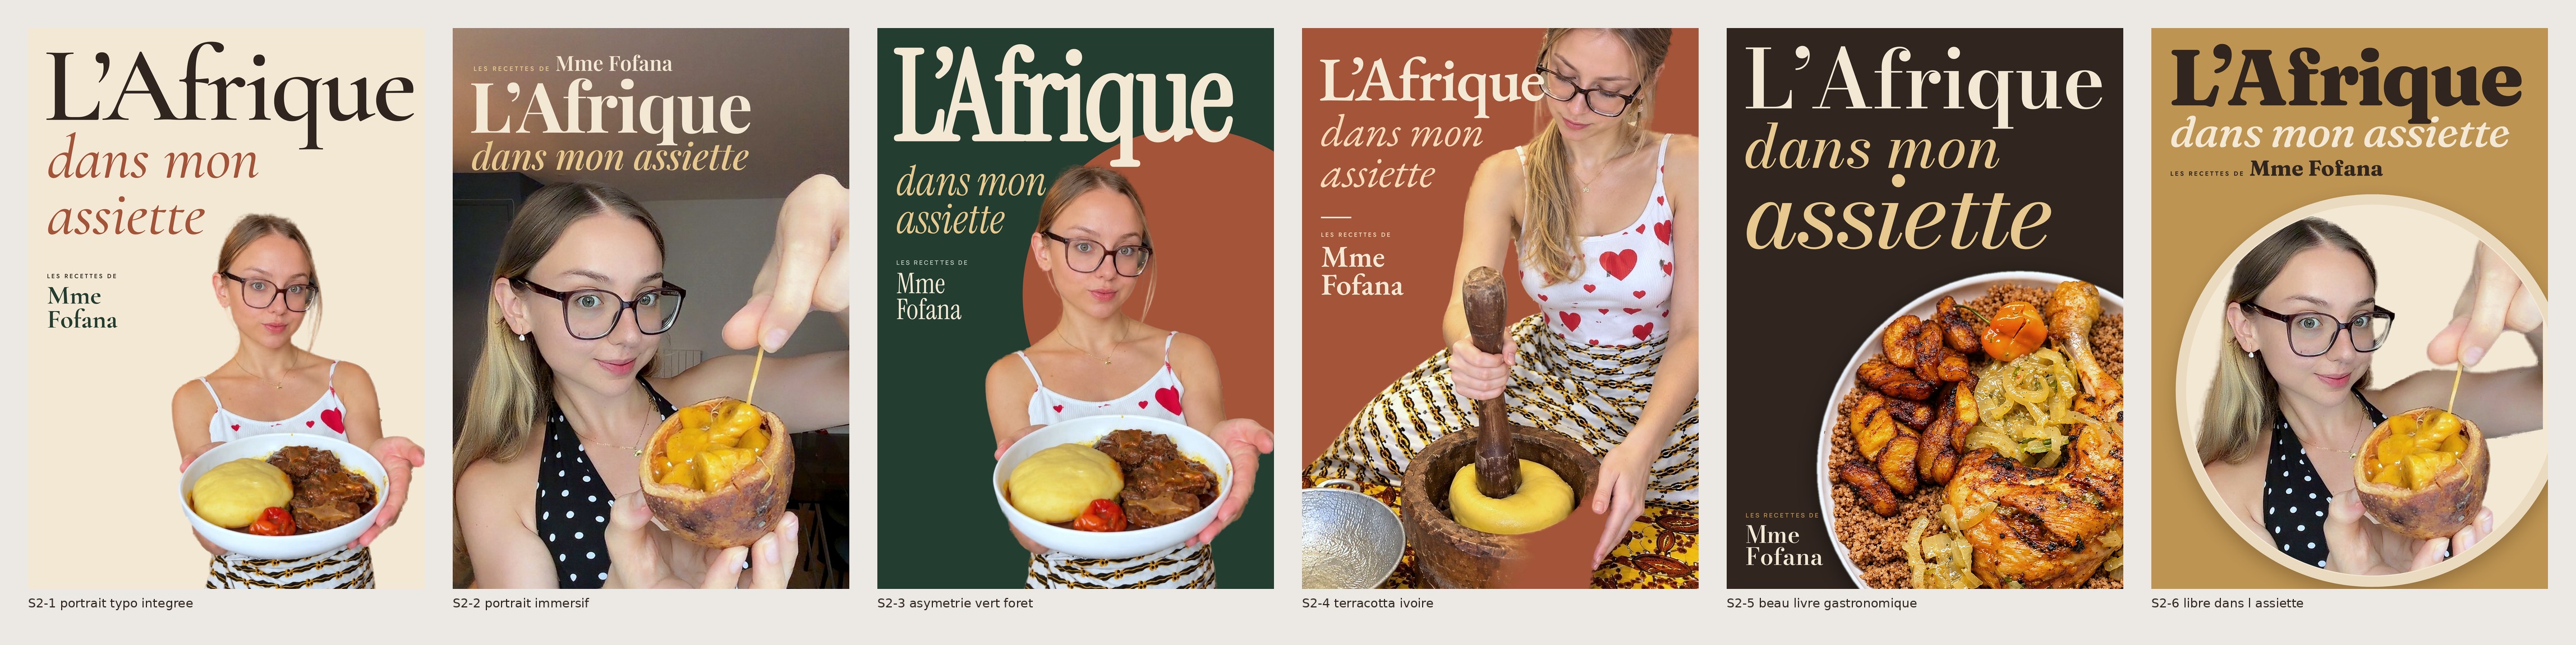 L’Afrique
dans mon
assiette
LES RECETTES DE
Mme
Fofana
S2-1 portrait typo integree
LES RECETTES DE Mme Fofana
L’Afrique
dans mon assiette
S2-2 portrait immersif
L’Afrique
dans mon
assiette
LES RECETTES DE
Mme
Fofana
S2-3 asymetrie vert foret
L’Afrique
dans mon
assiette
LES RECETTES DE
Mme
Fofana
S2-4 terracotta ivoire
L’Afrique
dans mon
assiette
LES RECETTES DE
Mme
Fofana
S2-5 beau livre gastronomique
L’Afrique
dans mon assiette
LES RECETTES DE Mme Fofana
S2-6 libre dans l assiette